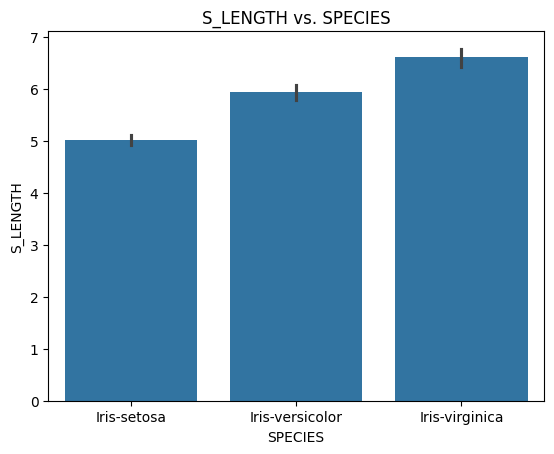 S_LENGTH vs. SPECIES
7
6
5
4
3
2
1
0
S_LENGTH
Iris-setosa Iris-versicolor Iris-virginica
SPECIES